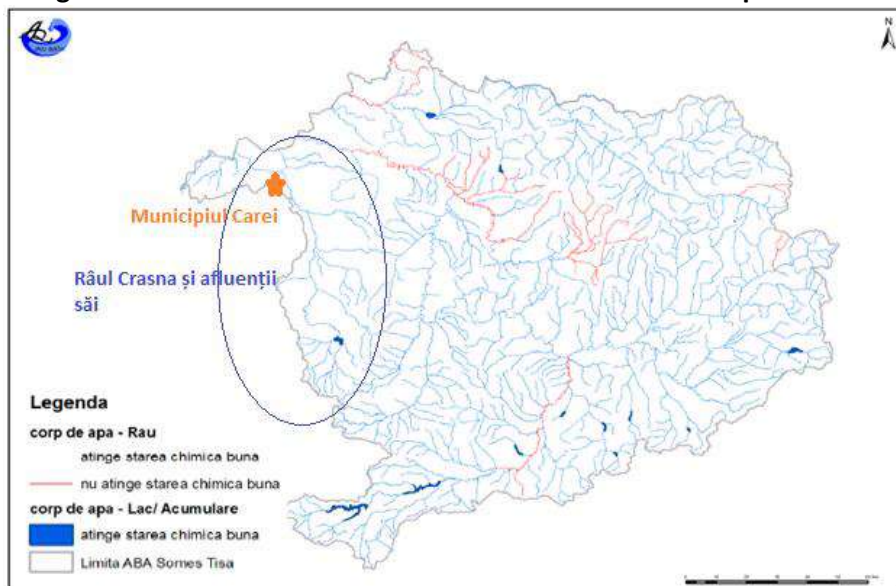 N
Municipiul Carei
Râul Crasna și afluenții
săi
Legenda
corp de apa - Rau
atinge starea chimica buna
nu atinge starea chimica buna
corp de apa - Lac/ Acumulare
atinge starea chimica buna
Limita ABA Somes Tisa